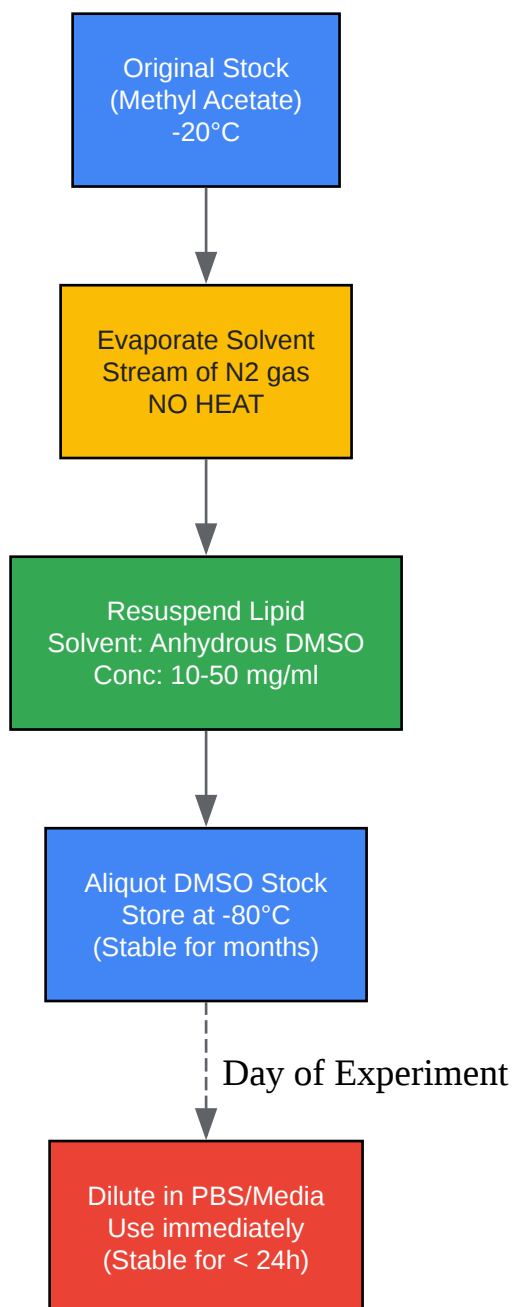 Original Stock
(Methyl Acetate)
-20°C
Evaporate Solvent
Stream of N2 gas
NO HEAT
Resuspend Lipid
Solvent: Anhydrous DMSO
Conc: 10-50 mg/ml
Aliquot DMSO Stock
Store at -80°C
(Stable for months)
Day of Experiment
Dilute in PBS/Media
Use immediately
(Stable for < 24h)